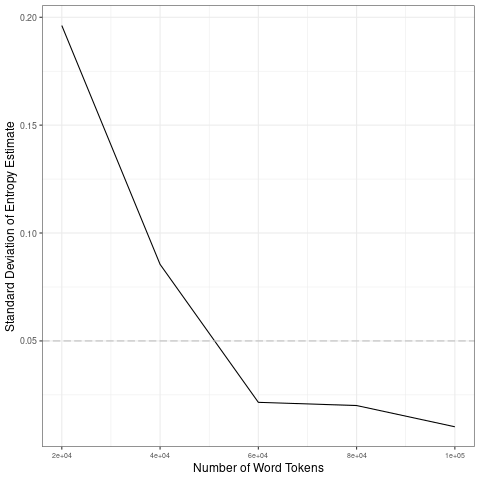 Standard Deviation of Entropy Estimate
0.20
0.15
0.10
0.05
2e+04 4e+04 6e+04 8e+04 1e+05
Number of Word Tokens